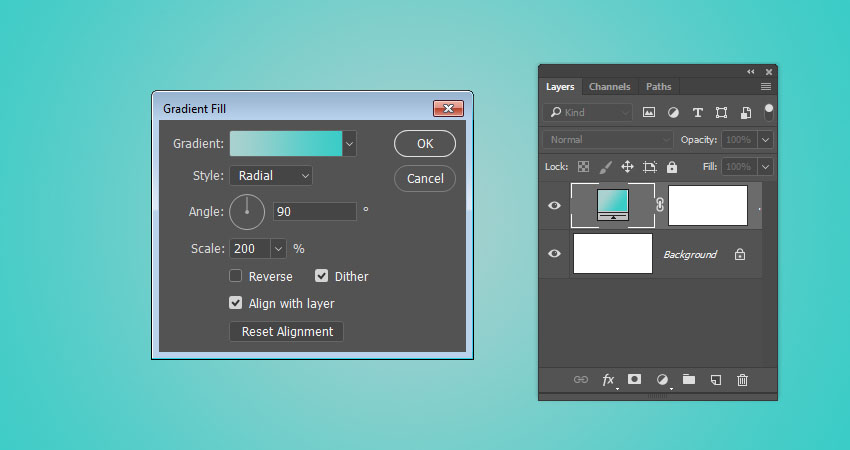 Gradient Fill
Gradient:
OK
Style: Radial
Cancel
Angle: 90 °
Scale: 200 %
Reverse Dither
Align with layer
Reset Alignment
Layers Channels Paths
Kind T
Normal Opacity: 100%
Lock: Fill: 100%
Background
fx